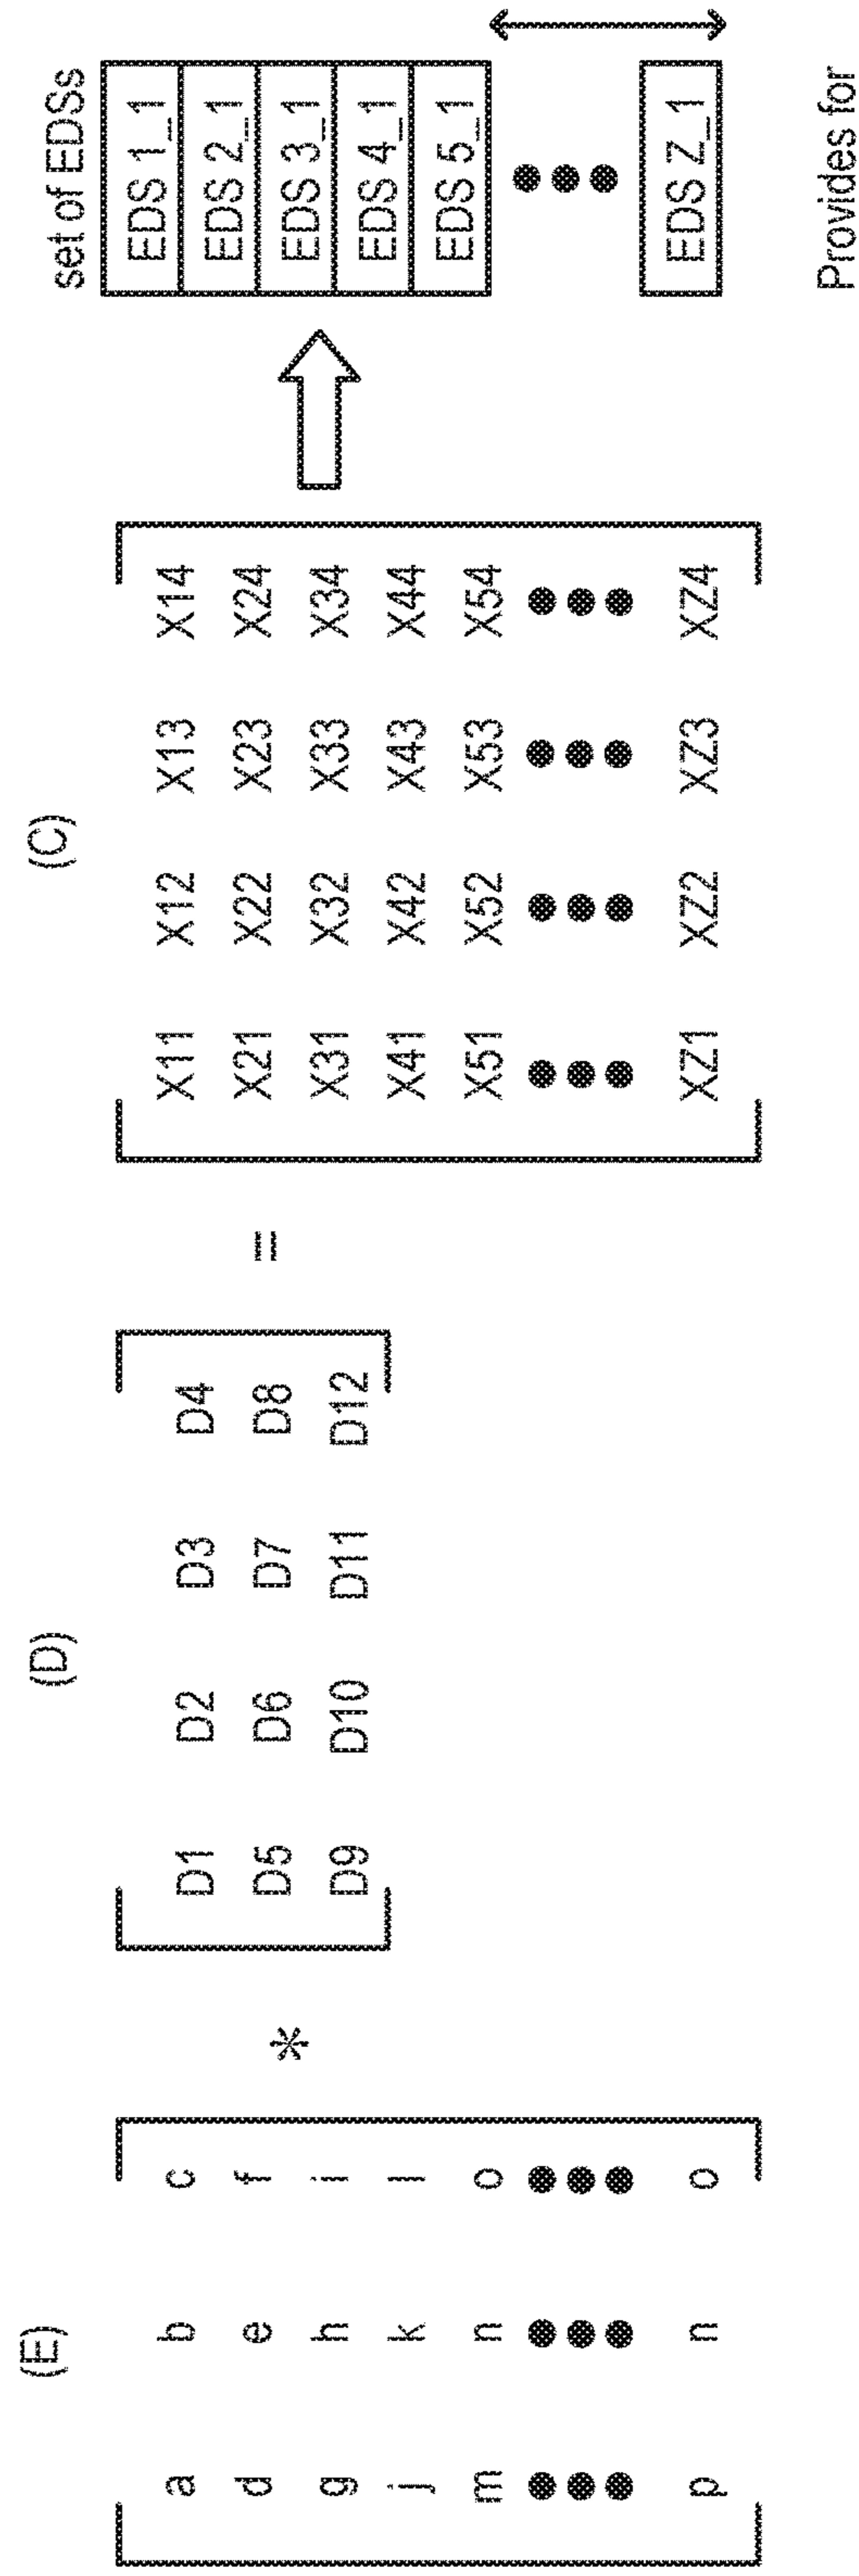 (E) (D) (C) set of EDSs
a b c D1 D2 D3 D4 X11 X12 X13 X14 EDS 1_1
d e f * D5 D6 D7 D8 = X21 X22 X23 X24 EDS 2_1
g h i D9 D10 D11 D12 X31 X32 X33 X34 EDS 3_1
j k l X41 X42 X43 X44 EDS 4_1
m n o X51 X52 X53 X54 EDS 5_1
p n o XZ1 XZ2 XZ3 XZ4 EDS Z_1
Provides for